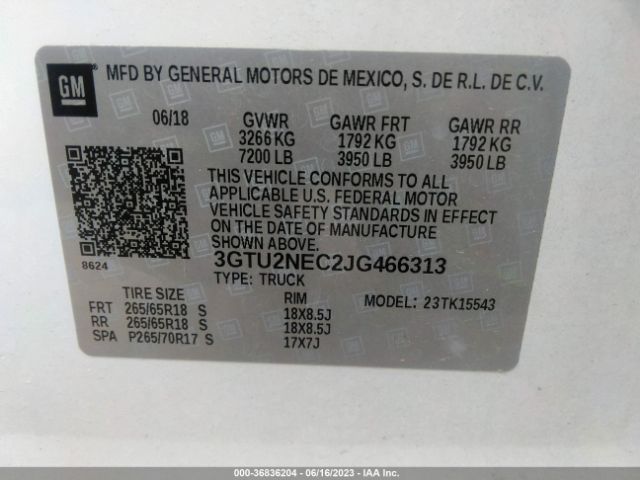 GM ® MFD BY GENERAL MOTORS DE MEXICO, S. DE R.L. DE C.V.
06/18 GVWR GAWR FRT GAWR RR
3266 KG 1792 KG 1792 KG
7200 LB 3950 LB 3950 LB
THIS VEHICLE CONFORMS TO ALL
APPLICABLE U.S. FEDERAL MOTOR
VEHICLE SAFETY STANDARDS IN EFFECT
ON THE DATE OF MANUFACTURE
SHOWN ABOVE.
8624 3GTU2NEC2JG466313
TYPE: TRUCK
TIRE SIZE RIM MODEL: 23TK15543
FRT 265/65R18 S 18X8.5J
RR 265/65R18 S 18X8.5J
SPA P265/70R17 S 17X7J
000-36836204 - 06/16/2023 - IAA Inc.